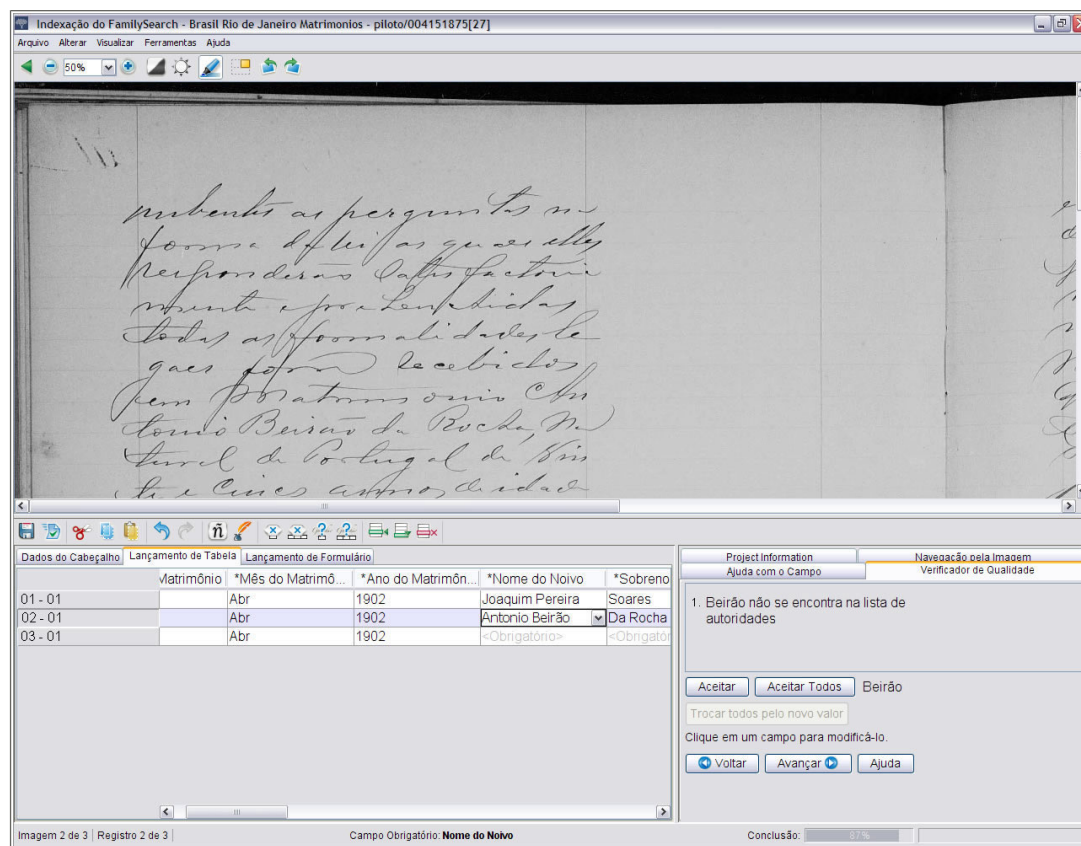 Indexação do FamilySearch - Brasil Rio de Janeiro Matrimonios - piloto/004151875[27]
Arquivo Alterar Visualizar Ferramentas Ajuda
50%
nubentes as perguntas na
forma da lei as quaes elles
responderão satisfactoria
mente e preenchidas
todas as formalidades le
gaes foram recebidos
em Matrimonio An
tonio Beirão da Rocha, Na
tural de Portugal de Vin
te e cinco annos de idade
Dados do Cabeçalho Lançamento de Tabela Lançamento de Formulário
Matrimônio *Mês do Matrimô... *Ano do Matrimôn... *Nome do Noivo *Sobreno
01 - 01 Abr 1902 Joaquim Pereira Soares
02 - 01 Abr 1902 Antonio Beirão Da Rocha
03 - 01 Abr 1902 <Obrigatório> <Obrigatór
Project Information Navegação pela Imagem
Ajuda com o Campo Verificador de Qualidade
1. Beirão não se encontra na lista de
autoridades
Aceitar Aceitar Todos Beirão
Trocar todos pelo novo valor
Clique em um campo para modificá-lo.
Voltar Avançar Ajuda
Imagem 2 de 3 Registro 2 de 3 Campo Obrigatório: Nome do Noivo Conclusão: 87%